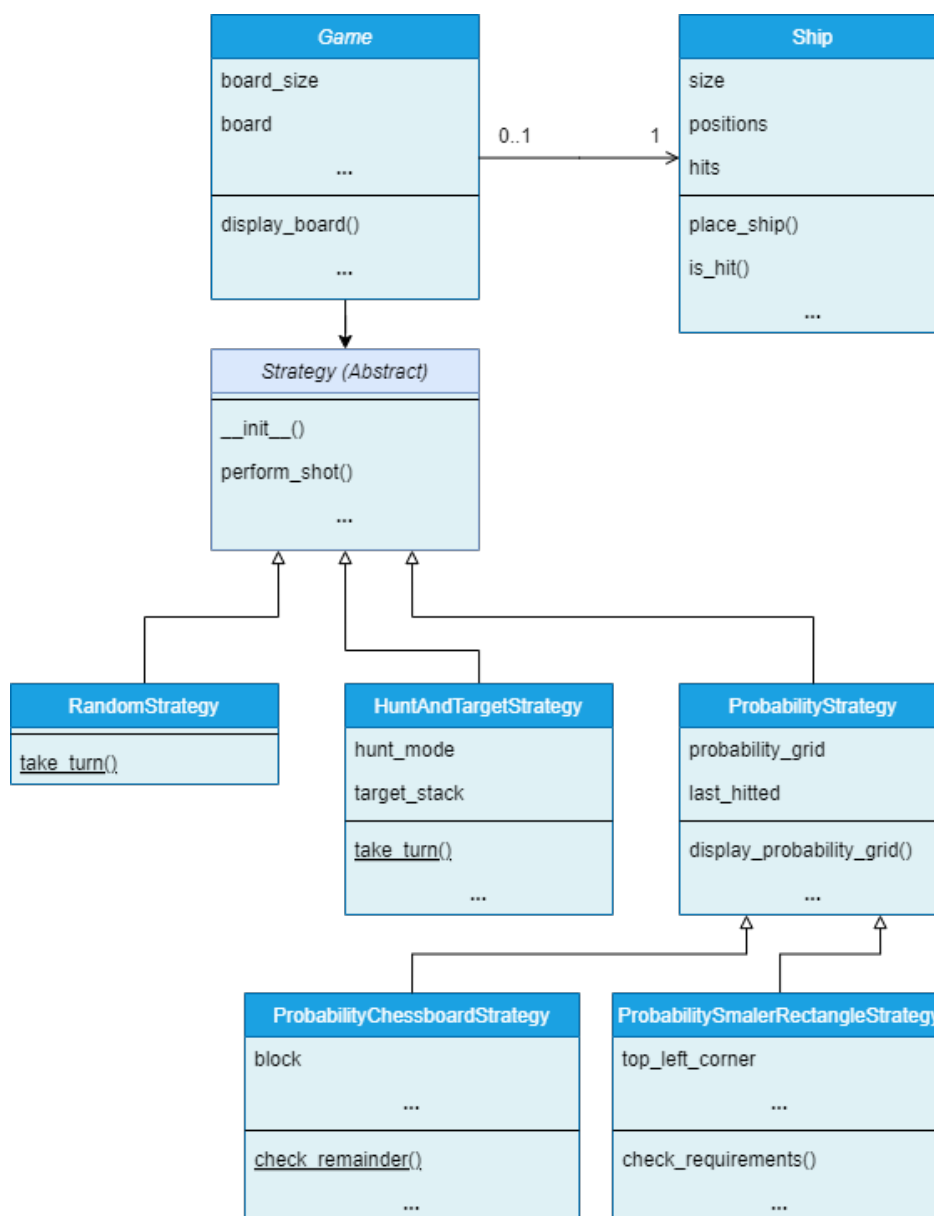 Game
board_size
board
...
display_board()
...
0..1
1
Ship
size
positions
hits
place_ship()
is_hit()
...
Strategy (Abstract)
__init__()
perform_shot()
...
RandomStrategy
take_turn()
HuntAndTargetStrategy
hunt_mode
target_stack
take_turn()
...
ProbabilityStrategy
probability_grid
last_hitted
display_probability_grid()
...
ProbabilityChessboardStrategy
block
...
check_remainder()
...
ProbabilitySmalerRectangleStrategy
top_left_corner
...
check_requirements()
...